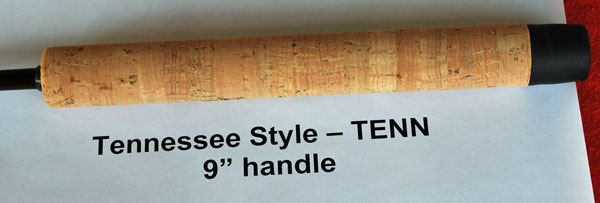 Tennessee Style – TENN
9” handle